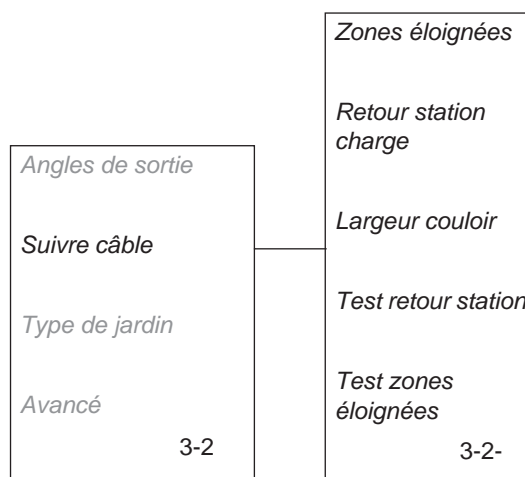 Angles de sortie
Suivre câble
Type de jardin
Avancé
3-2
Zones éloignées
Retour station
charge
Largeur couloir
Test retour station
Test zones
éloignées
3-2-